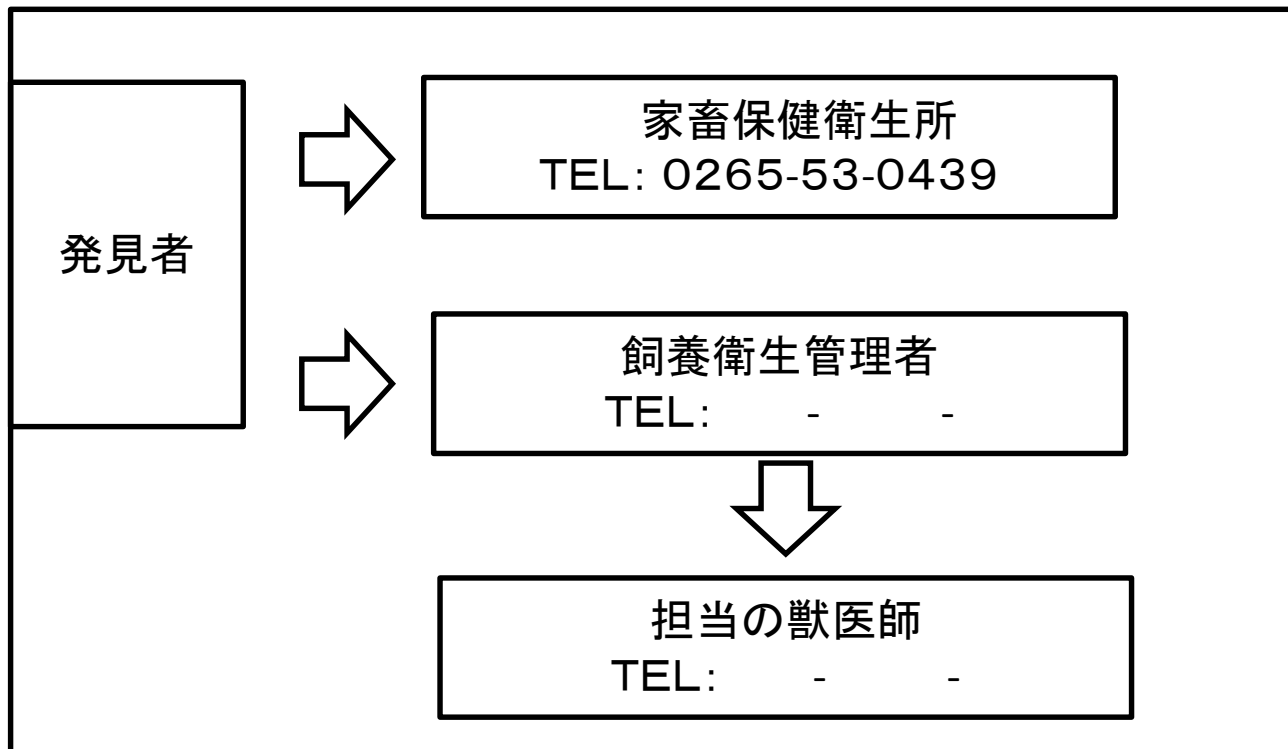 発見者
家畜保健衛生所
TEL: 0265-53-0439
飼養衛生管理者
TEL:　　-　　　-
担当の獣医師
TEL:　　-　　　-